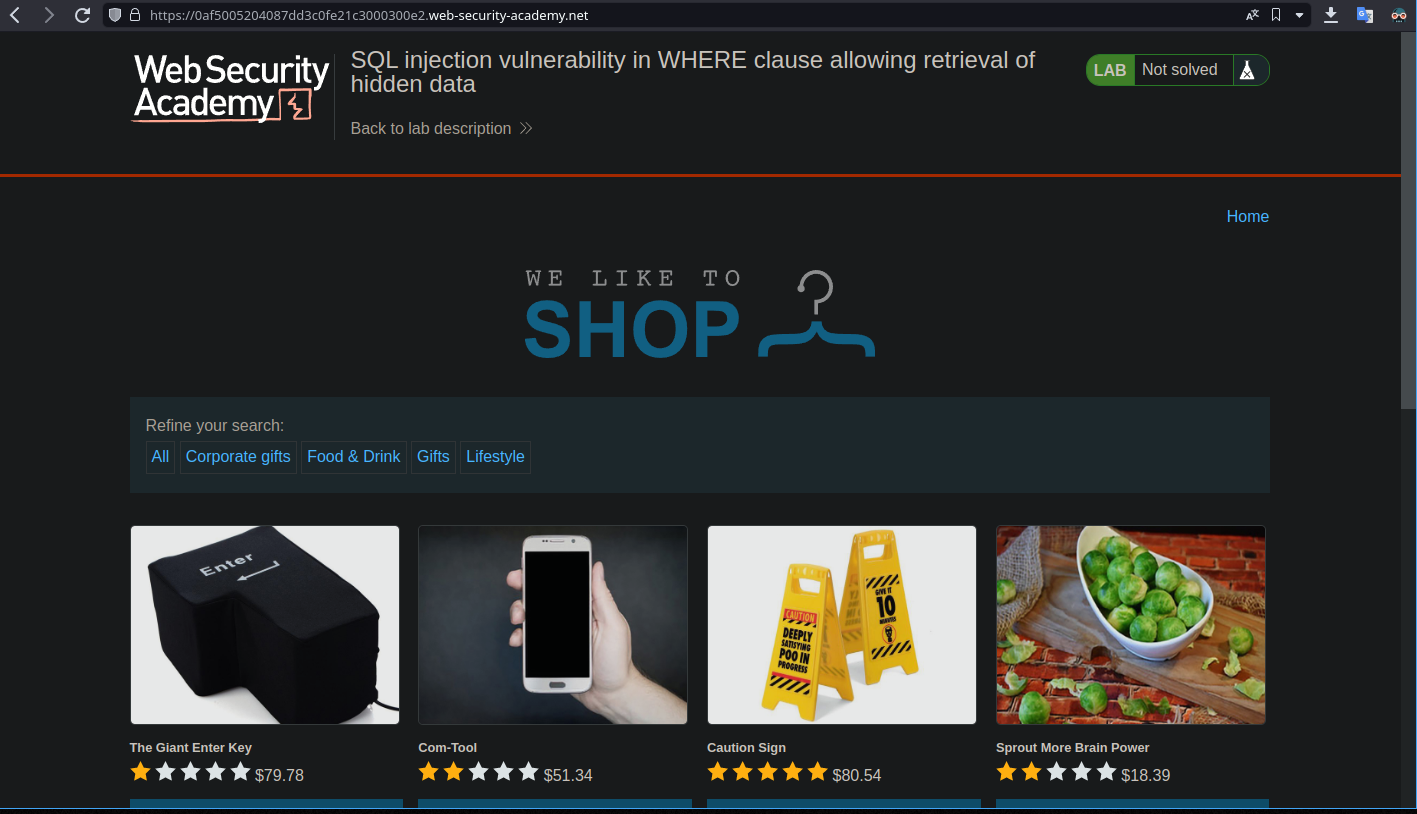 https://0af5005204087dd3c0fe21c3000300e2.web-security-academy.net
Web Security
Academy
SQL injection vulnerability in WHERE clause allowing retrieval of
hidden data
Back to lab description
LAB Not solved
Home
WE LIKE TO
SHOP
Refine your search:
All Corporate gifts Food & Drink Gifts Lifestyle
Enter
CAUTION
DEEPLY
SATISFYING
POO IN
PROGRESS
GIVE IT
10
MINUTES
The Giant Enter Key Com-Tool Caution Sign Sprout More Brain Power
$79.78 $51.34 $80.54 $18.39